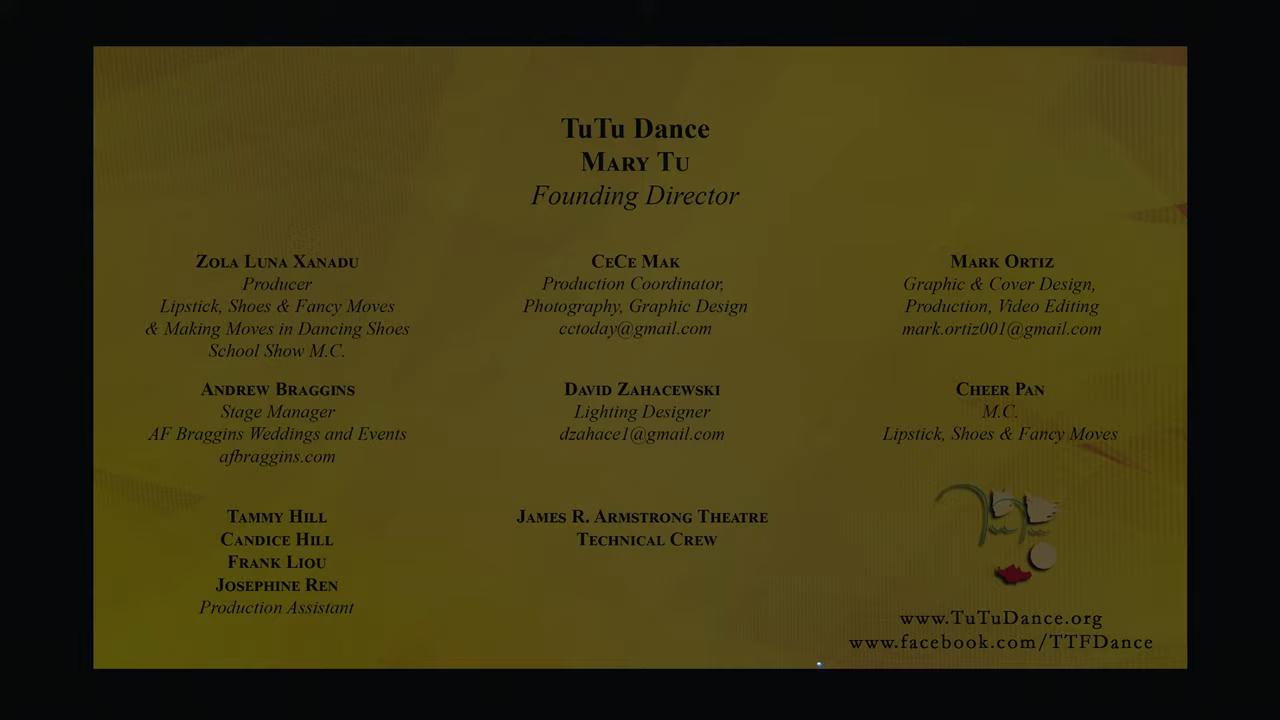 TuTu Dance
Mary Tu
Founding Director
Zola Luna Xanadu
Producer
Lipstick, Shoes & Fancy Moves
& Making Moves in Dancing Shoes
School Show M.C.
CeCe Mak
Production Coordinator,
Photography, Graphic Design
cctoday@gmail.com
Mark Ortiz
Graphic & Cover Design,
Production, Video Editing
mark.ortiz001@gmail.com
Andrew Braggins
Stage Manager
AF Braggins Weddings and Events
afbraggins.com
David Zahacewski
Lighting Designer
dzahace1@gmail.com
Cheer Pan
M.C.
Lipstick, Shoes & Fancy Moves
Tammy Hill
Candice Hill
Frank Liou
Josephine Ren
Production Assistant
James R. Armstrong Theatre
Technical Crew
www.TuTuDance.org
www.facebook.com/TTFDance